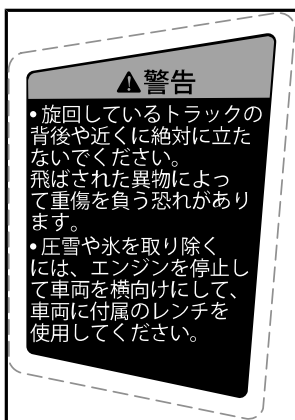 警告
• 旋回しているトラックの
背後や近くに絶対に立た
ないでください。
飛ばされた異物によっ
て重傷を負う恐れがあり
ます。
• 圧雪や氷を取り除く
には、エンジンを停止し
て車両を横向けにして、
車両に付属のレンチを
使用してください。